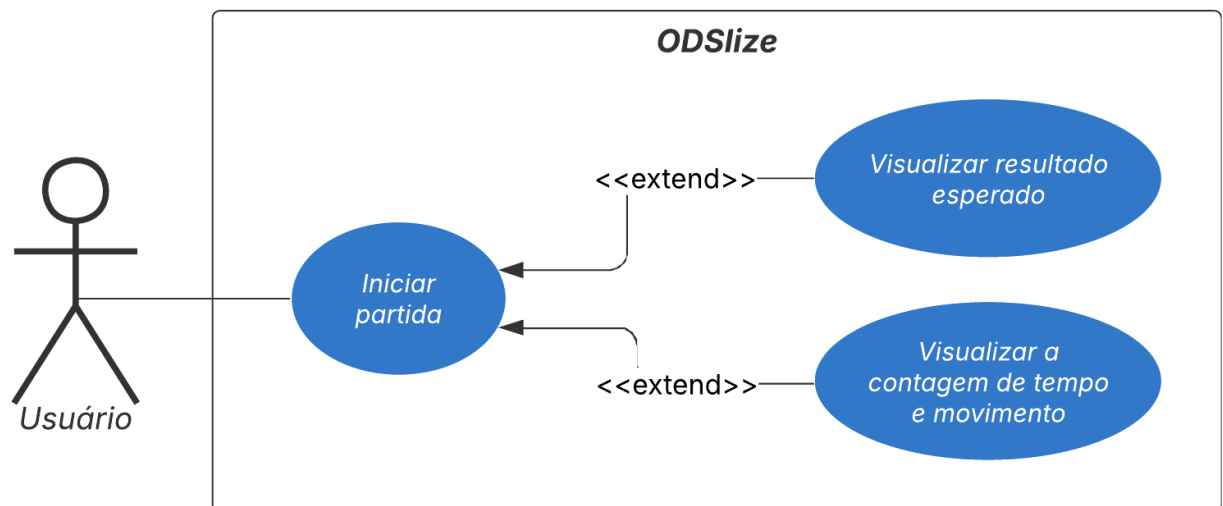 ODSlize
Visualizar resultado
esperado
<<extend>>
Iniciar
partida
Visualizar a
contagem de tempo
e movimento
<<extend>>
Usuário